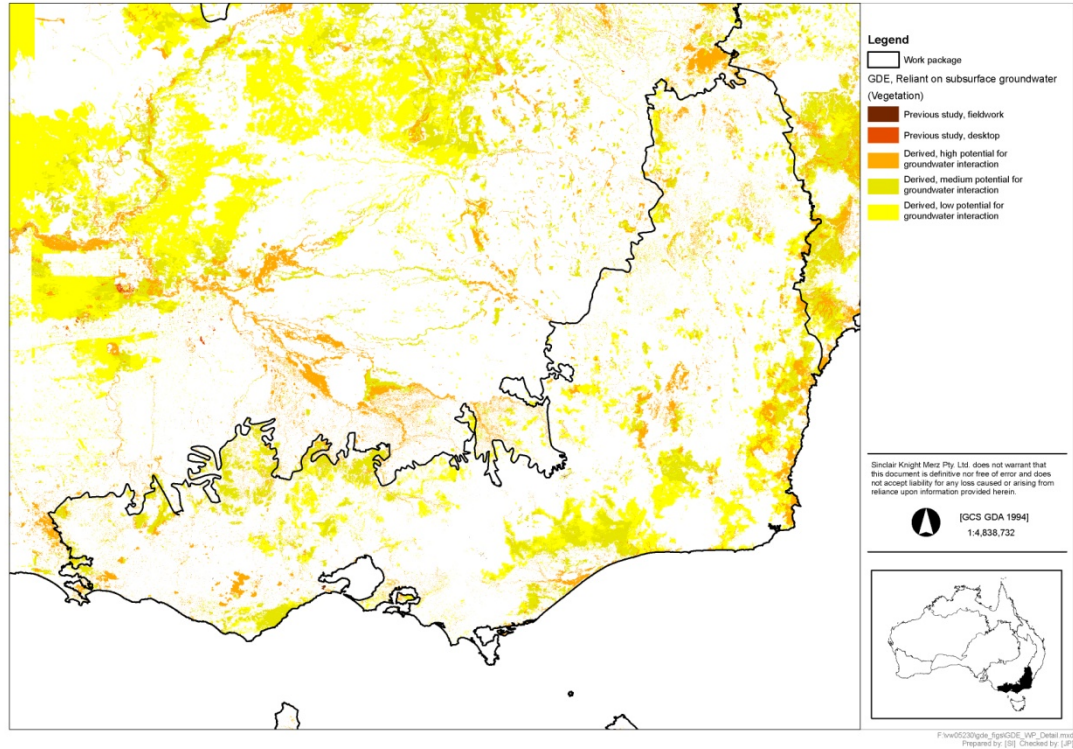 Legend
Work package
GDE, Reliant on subsurface groundwater
(Vegetation)
Previous study, fieldwork
Previous study, desktop
Derived, high potential for
groundwater interaction
Derived, medium potential for
groundwater interaction
Derived, low potential for
groundwater interaction
Sinclair Knight Merz Pty. Ltd. does not warrant that
this document is definitive nor free of error and does
not accept liability for any loss caused or arising from
reliance upon information provided herein.
[GCS GDA 1994]
1:4,838,732
Prepared by: [SI] Checked by: [JP]